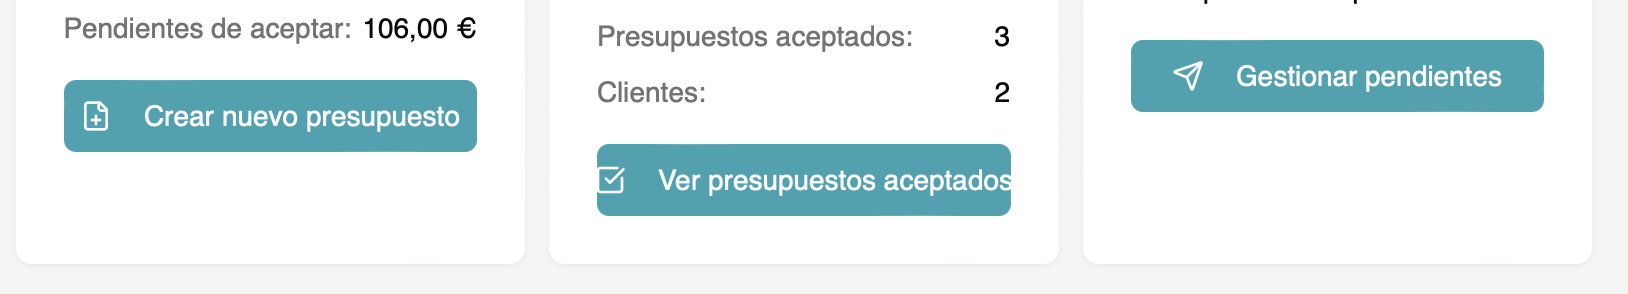 Pendientes de aceptar: 106,00 €
Crear nuevo presupuesto
Presupuestos aceptados: 3
Clientes: 2
Ver presupuestos aceptados
Gestionar pendientes